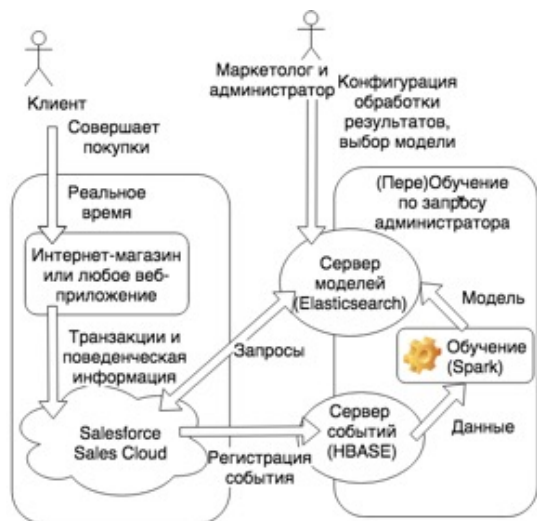 Клиент
Совершает
покупки
Маркетолог и
администратор
Конфигурация
обработки
результатов,
выбор модели
Реальное
время
(Пере)Обучение
по запросу
администратора
Интернет-магазин
или любое веб-
приложение
Сервер
моделей
(Elasticsearch)
Модель
Транзакции и
поведенческая
информация
Запросы
Обучение
(Spark)
Salesforce
Sales Cloud
Регистрация
события
Сервер
событий
(HBASE)
Данные